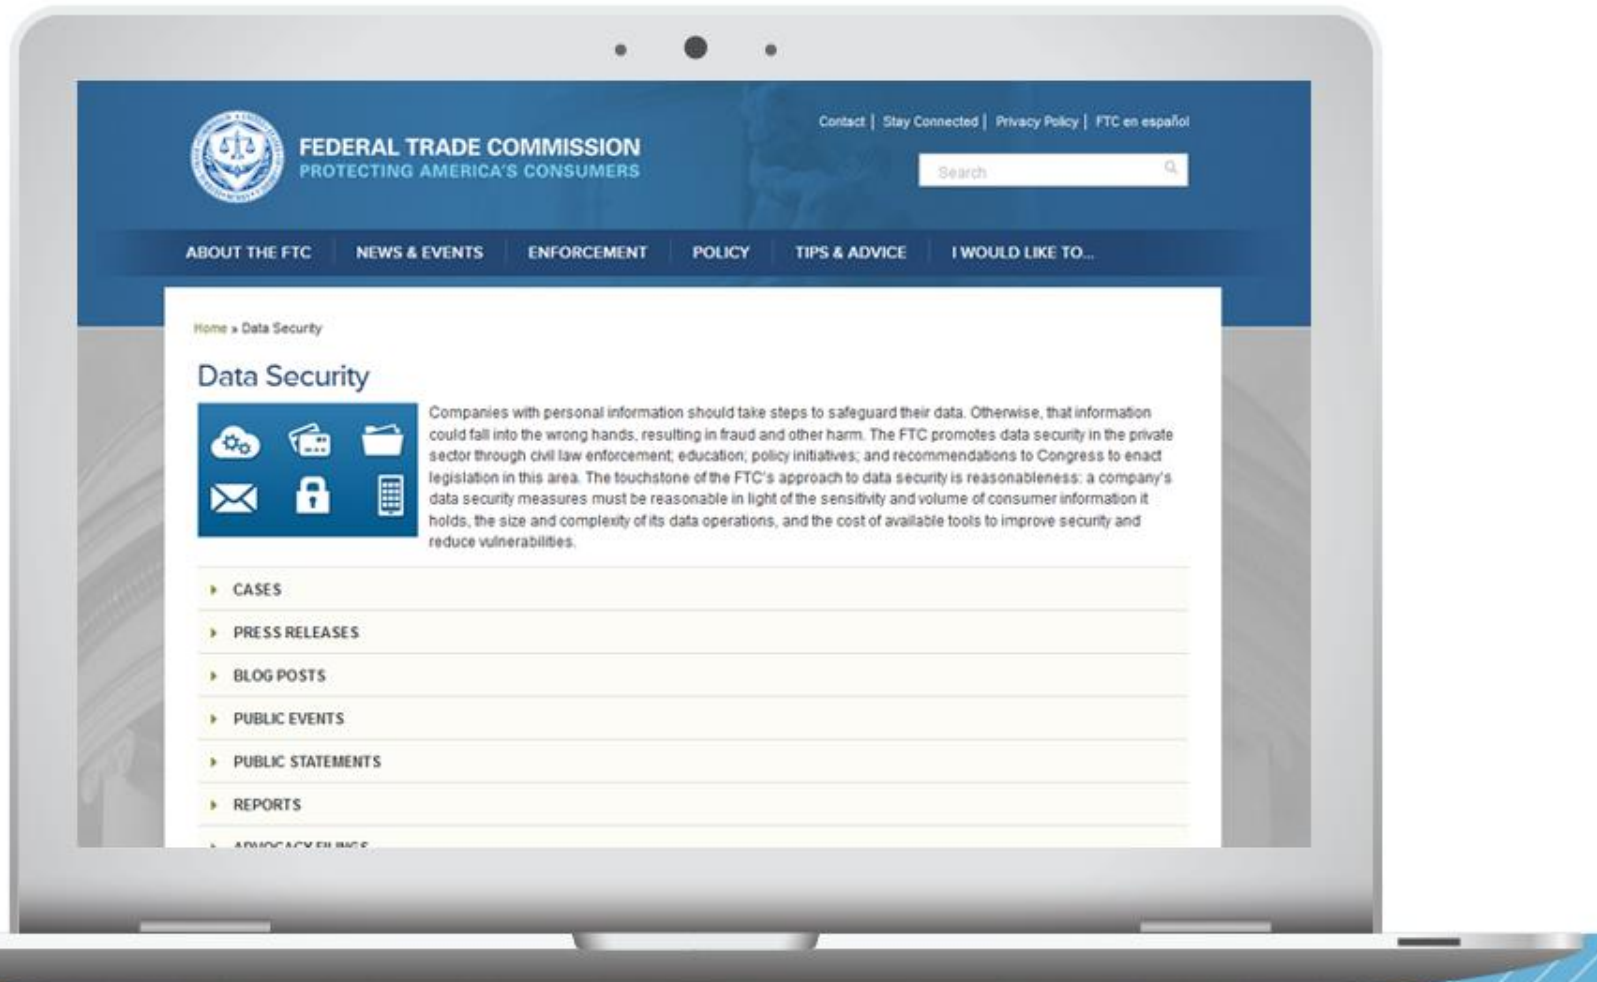 FEDERAL TRADE COMMISSION
PROTECTING AMERICA'S CONSUMERS
Contact | Stay Connected | Privacy Policy | FTC en español
Search
ABOUT THE FTC NEWS & EVENTS ENFORCEMENT POLICY TIPS & ADVICE I WOULD LIKE TO...
Home » Data Security
Data Security
Companies with personal information should take steps to safeguard their data. Otherwise, that information
could fall into the wrong hands, resulting in fraud and other harm. The FTC promotes data security in the private
sector through civil law enforcement; education; policy initiatives; and recommendations to Congress to enact
legislation in this area. The touchstone of the FTC's approach to data security is reasonableness: a company's
data security measures must be reasonable in light of the sensitivity and volume of consumer information it
holds, the size and complexity of its data operations, and the cost of available tools to improve security and
reduce vulnerabilities.
CASES
PRESS RELEASES
BLOG POSTS
PUBLIC EVENTS
PUBLIC STATEMENTS
REPORTS
ADVOCACY FILINGS